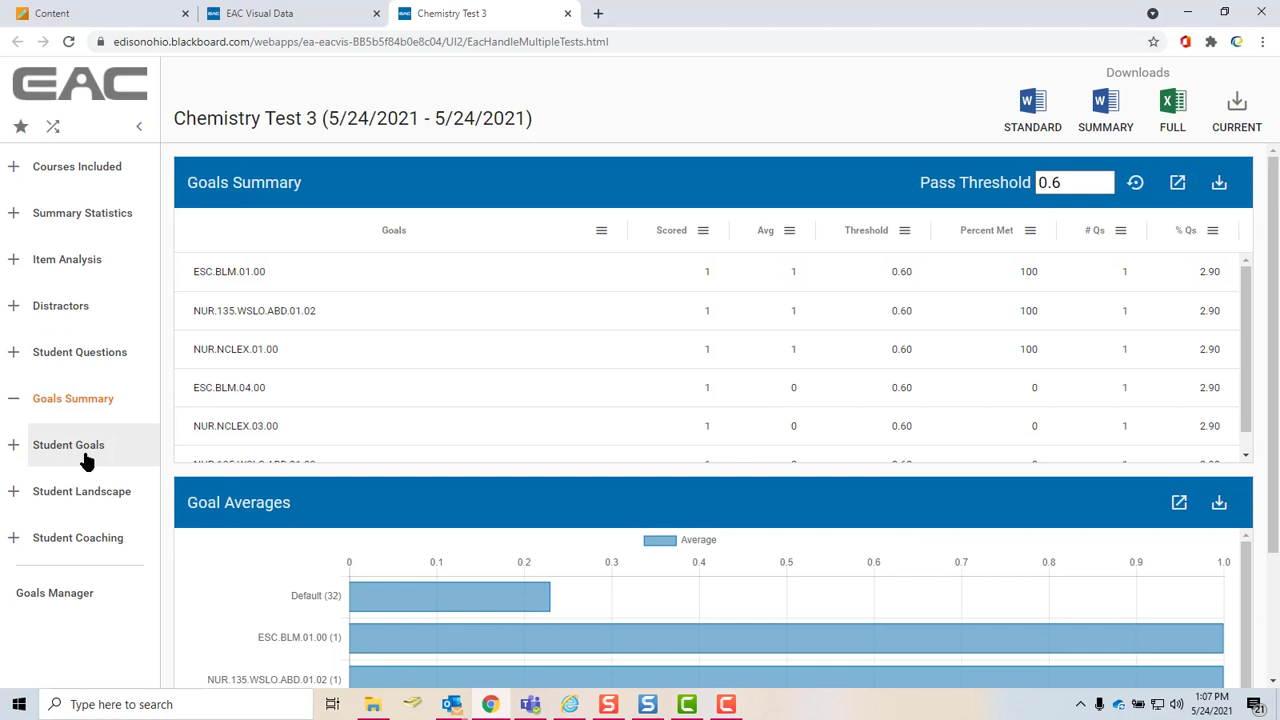 Content
EAC Visual Data
Chemistry Test 3
edisonohio.blackboard.com/webapps/ea-eacvis-BB5b5f84b0e8c04/UI2/EacHandleMultipleTests.html
EAC
Chemistry Test 3 (5/24/2021 - 5/24/2021)
Downloads
STANDARD
SUMMARY
FULL
CURRENT
Courses Included
Summary Statistics
Item Analysis
Distractors
Student Questions
Goals Summary
Student Goals
Student Landscape
Student Coaching
Goals Manager
Goals Summary
Pass Threshold 0.6
Goals Scored Avg Threshold Percent Met # Qs % Qs
ESC.BLM.01.00 1 1 0.60 100 1 2.90
NUR.135.WSLO.ABD.01.02 1 1 0.60 100 1 2.90
NUR.NCLEX.01.00 1 1 0.60 100 1 2.90
ESC.BLM.04.00 1 0 0.60 0 1 2.90
NUR.NCLEX.03.00 1 0 0.60 0 1 2.90
Goal Averages
Average
0 0.1 0.2 0.3 0.4 0.5 0.6 0.7 0.8 0.9 1.0
Default (32)
ESC.BLM.01.00 (1)
NUR.135.WSLO.ABD.01.02 (1)
Type here to search
1:07 PM
5/24/2021
21